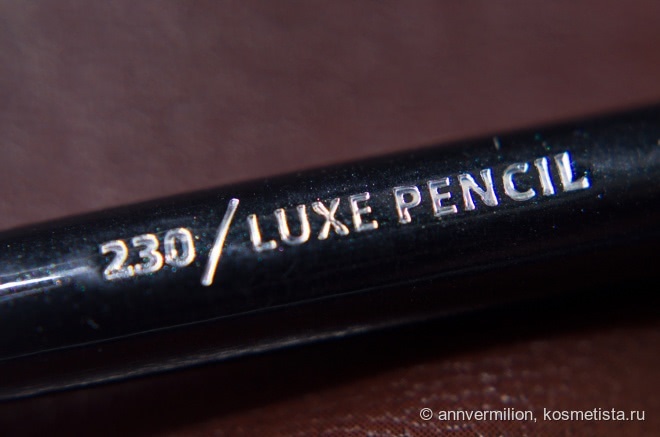 230/LUXE PENCIL
© annvermilion, kosmetista.ru